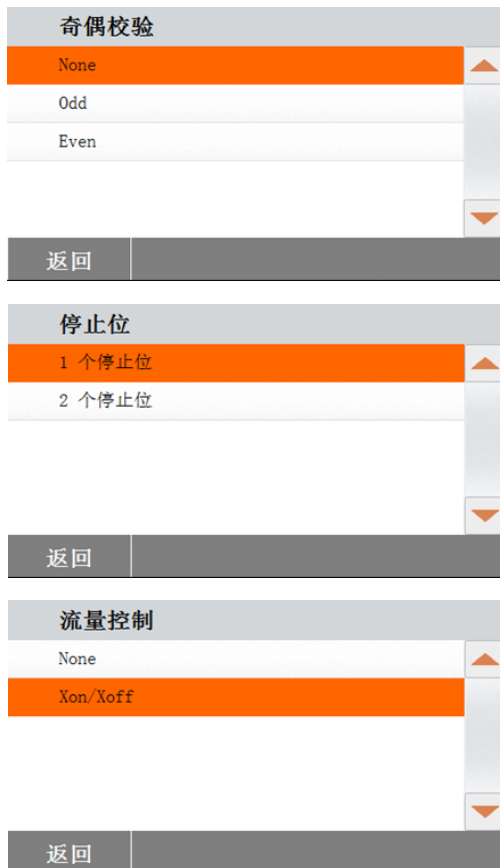 奇偶校验
None
Odd
Even
返回
停止位
1 个停止位
2 个停止位
返回
流量控制
None
Xon/Xoff
返回